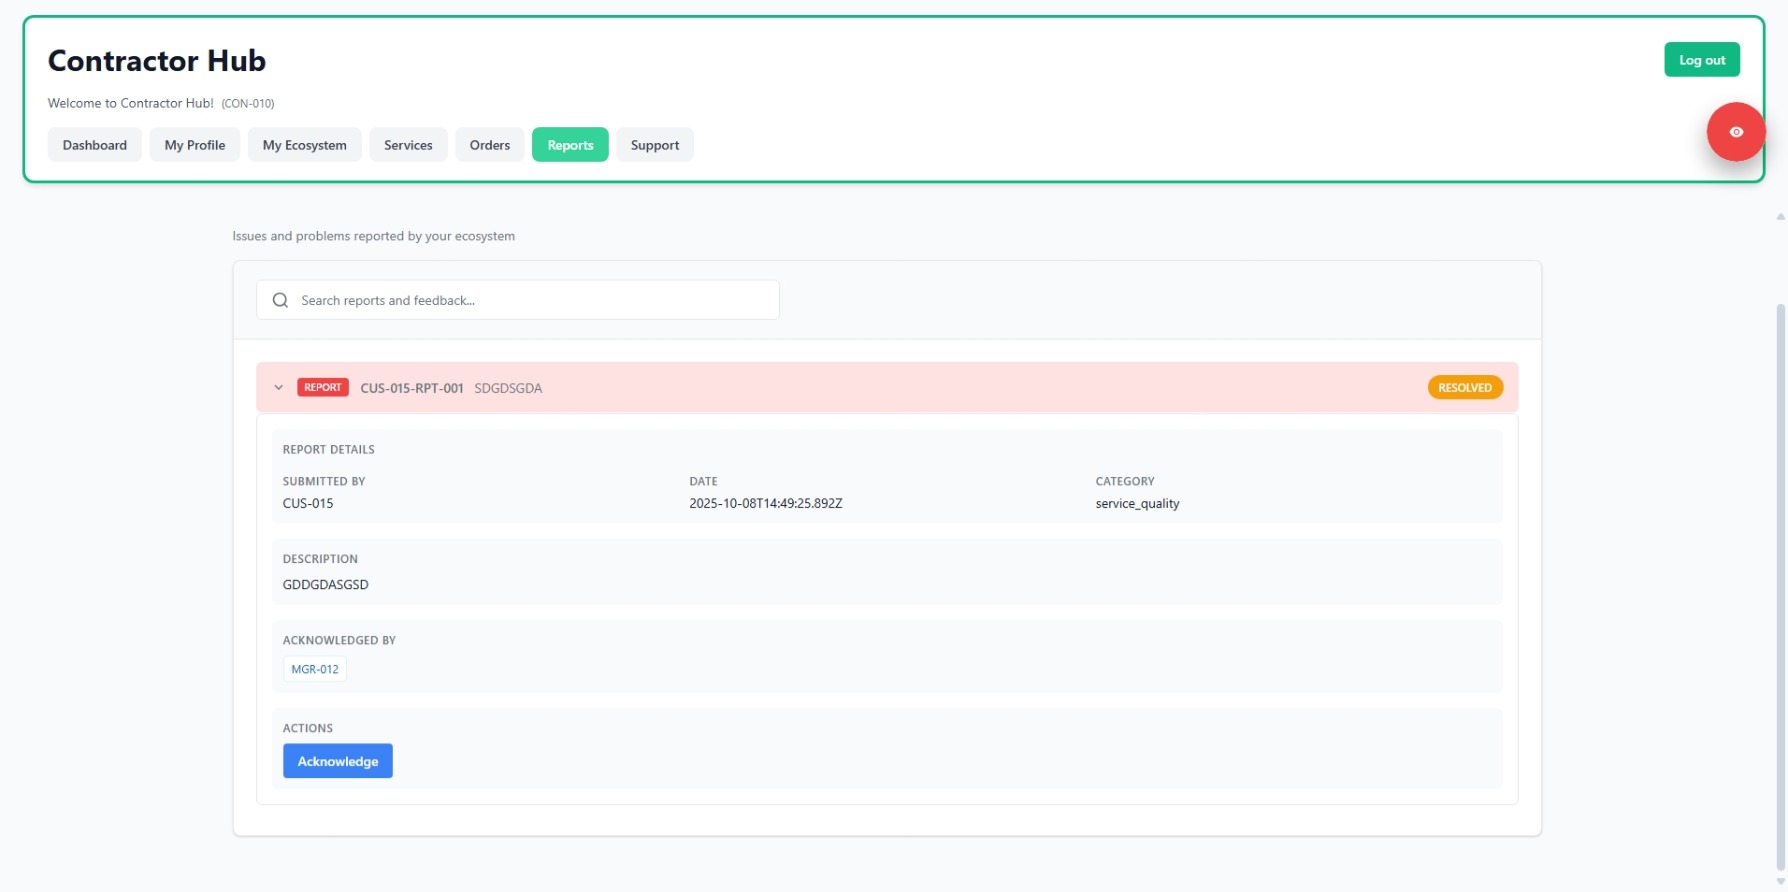 Contractor Hub
Log out
Welcome to Contractor Hub! (CON-010)
Dashboard My Profile My Ecosystem Services Orders Reports Support
Issues and problems reported by your ecosystem
Search reports and feedback...
REPORT CUS-015-RPT-001 SDGDSGDA RESOLVED
REPORT DETAILS
SUBMITTED BY DATE CATEGORY
CUS-015 2025-10-08T14:49:25.892Z service_quality
DESCRIPTION
GDDGDASGSD
ACKNOWLEDGED BY
MGR-012
ACTIONS
Acknowledge